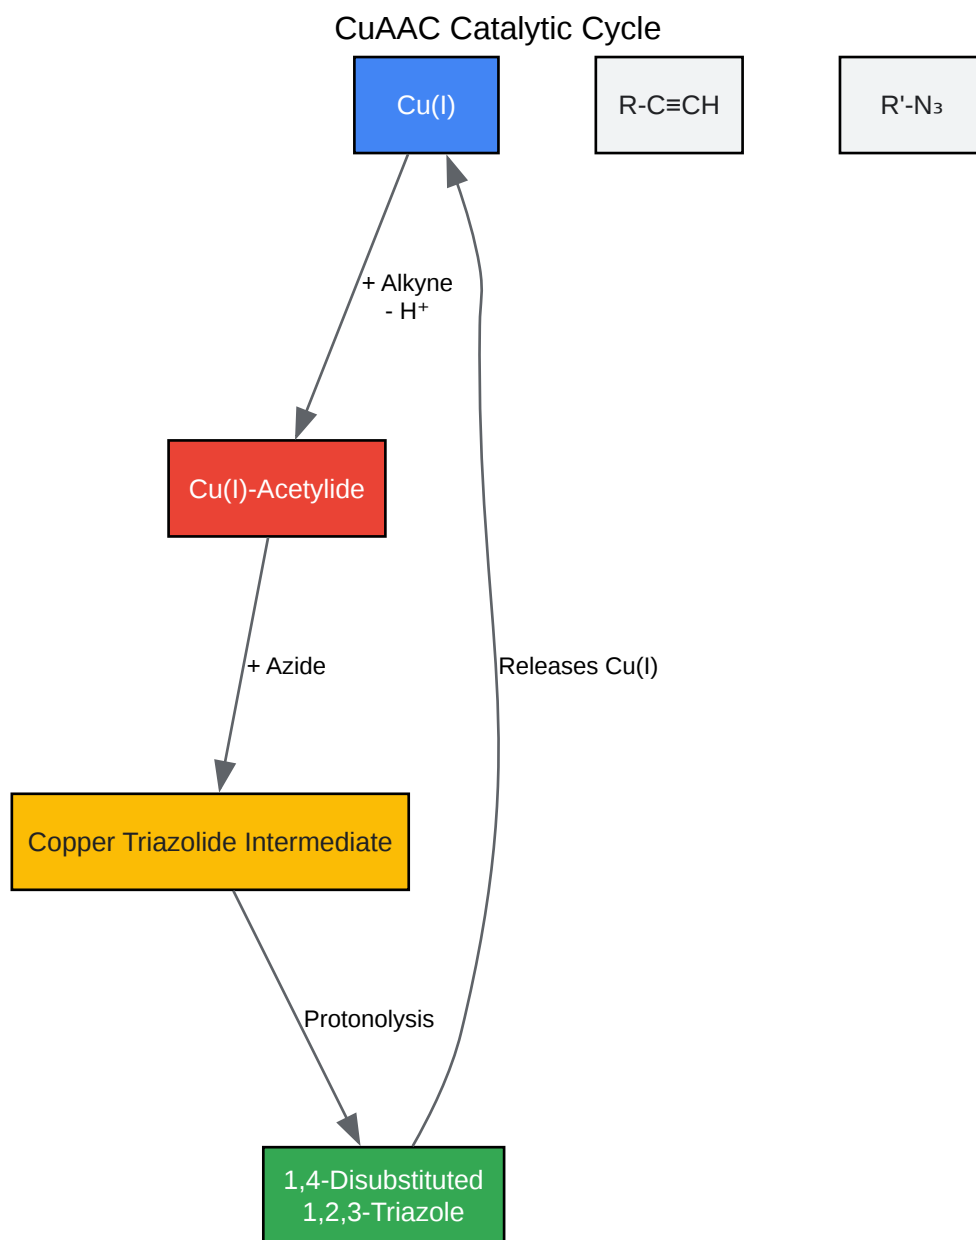 CuAAC Catalytic Cycle
Cu(I)
R-C≡CH
R'-N₃
+ Alkyne
- H⁺
Cu(I)-Acetylide
+ Azide
Releases Cu(I)
Copper Triazolide Intermediate
Protonolysis
1,4-Disubstituted
1,2,3-Triazole